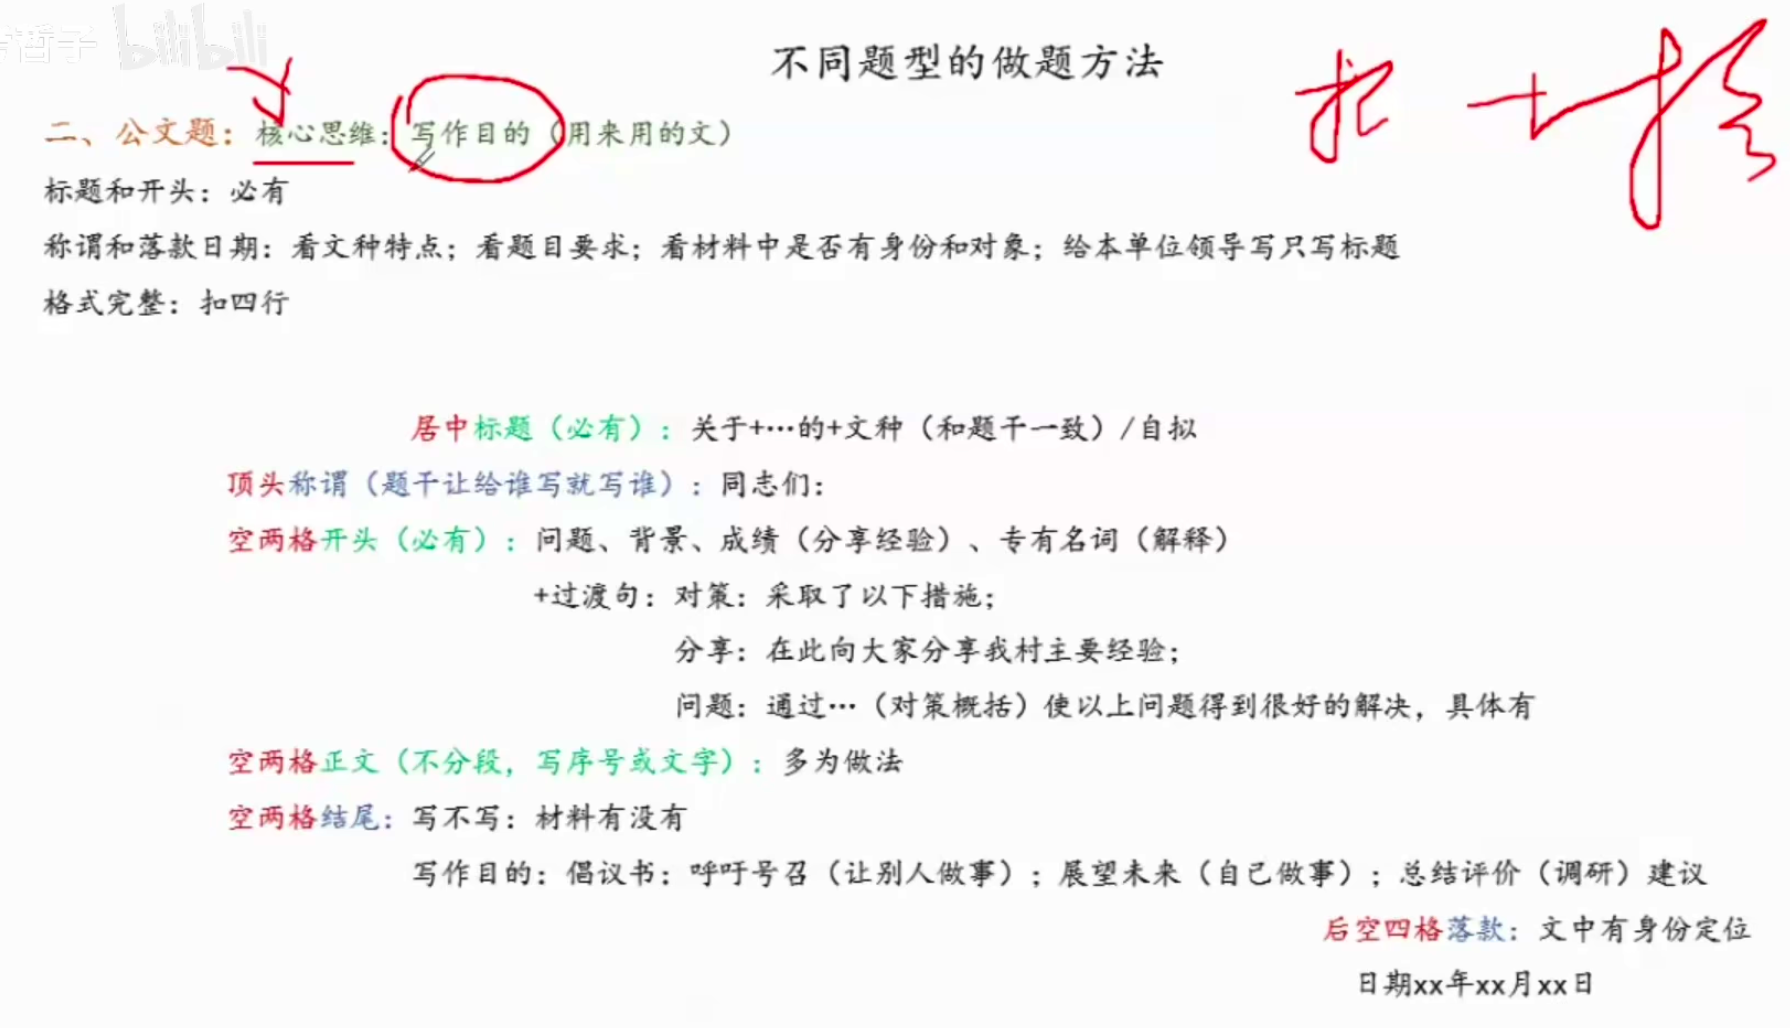 bilibili
不同题型的做题方法
二、公文题：核心思维：写作目的（用来用的文）
标题和开头：必有
称谓和落款日期：看文种特点；看题目要求；看材料中是否有身份和对象；给本单位领导写只写标题
格式完整：扣四行
居中标题（必有）：关于+…的+文种（和题干一致）/自拟
顶头称谓（题干让给谁写就写谁）：同志们：
空两格开头（必有）：问题、背景、成绩（分享经验）、专有名词（解释）
+过渡句：对策：采取了以下措施；
分享：在此向大家分享我村主要经验；
问题：通过…（对策概括）使以上问题得到很好的解决，具体有
空两格正文（不分段，写序号或文字）：多为做法
空两格结尾：写不写：材料有没有
写作目的：倡议书：呼吁号召（让别人做事）；展望未来（自己做事）；总结评价（调研）建议
后空四格落款：文中有身份定位
日期xx年xx月xx日